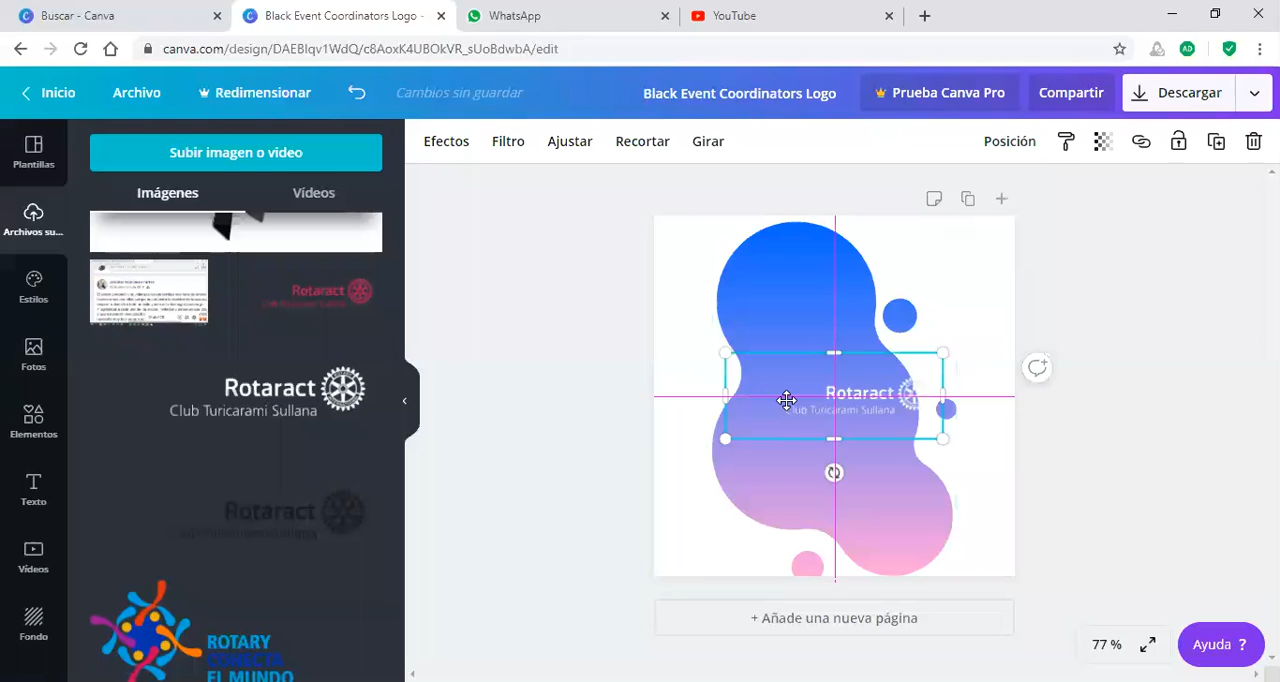 Buscar - Canva
Black Event Coordinators Logo -
WhatsApp
YouTube
canva.com/design/DAEBlqv1WdQ/c8AoxK4UBOkVR_sUoBdwbA/edit
Inicio
Archivo
Redimensionar
Cambios sin guardar
Black Event Coordinators Logo
Prueba Canva Pro
Compartir
Descargar
Plantillas
Archivos su...
Estilos
Fotos
Elementos
Texto
Vídeos
Fondo
Subir imagen o video
Imágenes
Vídeos
Rotaract
Rotaract
Club Turicarami Sullana
Rotaract
ROTARY
CONECTA
EL MUNDO
Efectos
Filtro
Ajustar
Recortar
Girar
Posición
AD
Rotaract
Club Turicarami Sullana
+ Añade una nueva página
77 %
Ayuda ?